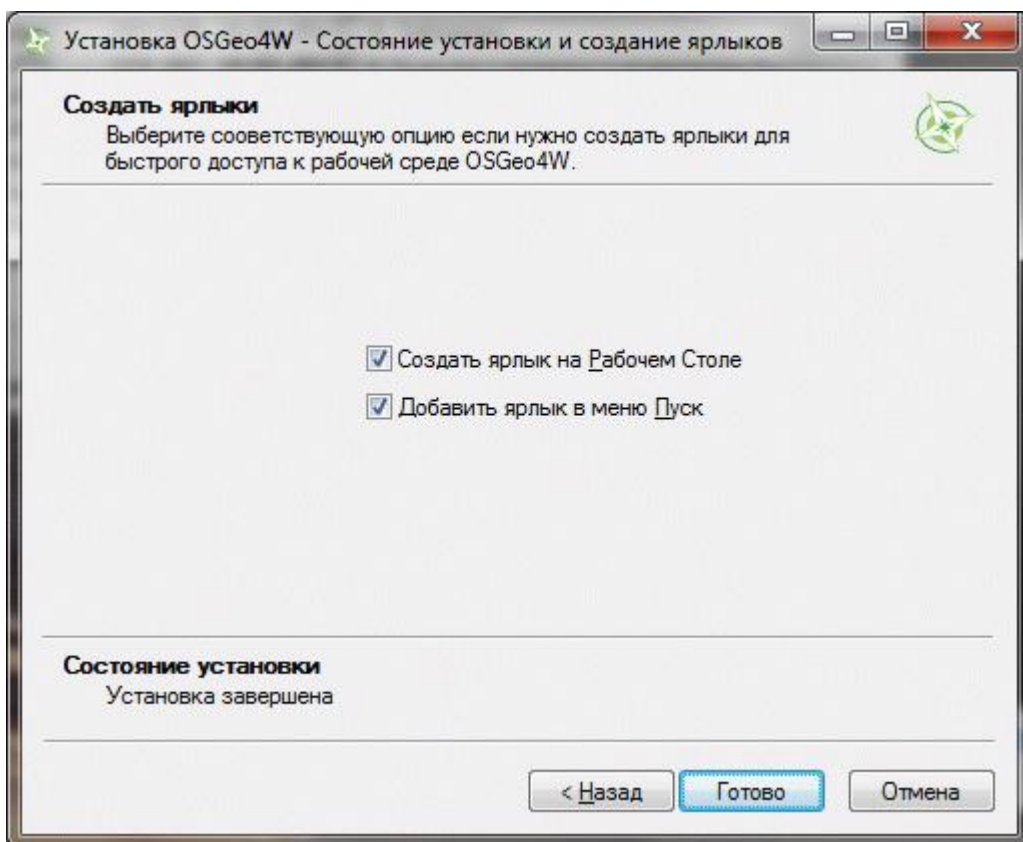 Установка OSGeo4W - Состояние установки и создание ярлыков
Создать ярлыки
Выберите сооветствующую опцию если нужно создать ярлыки для
быстрого доступа к рабочей среде OSGeo4W.
Создать ярлык на Рабочем Столе
Добавить ярлык в меню Пуск
Состояние установки
Установка завершена
< Назад Готово Отмена